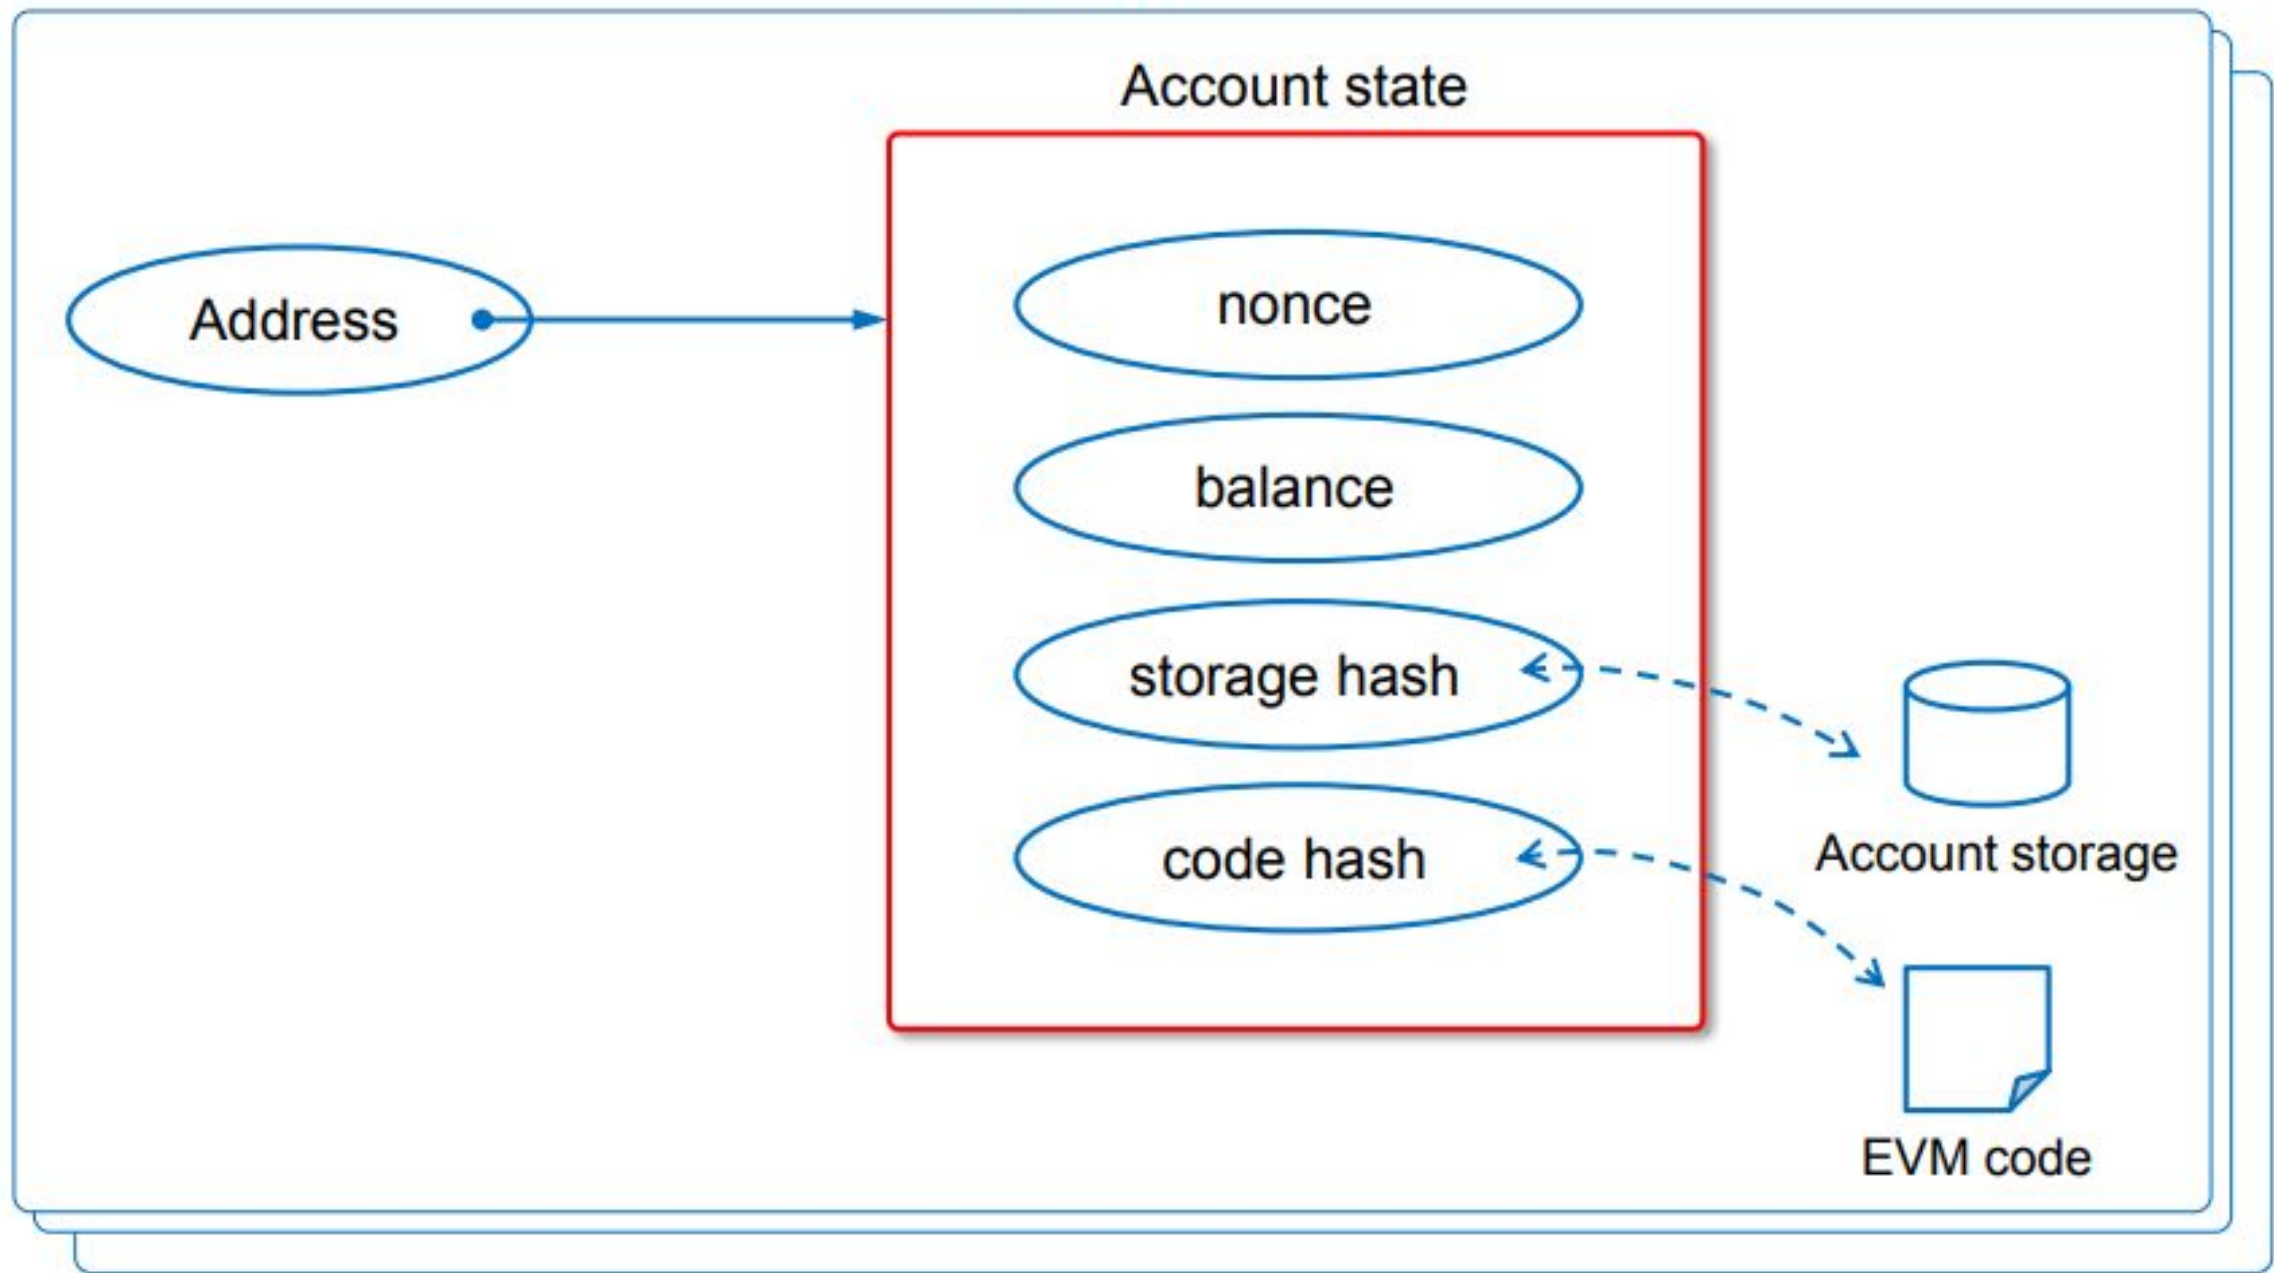 Account state
Address
nonce
balance
storage hash
code hash
Account storage
EVM code